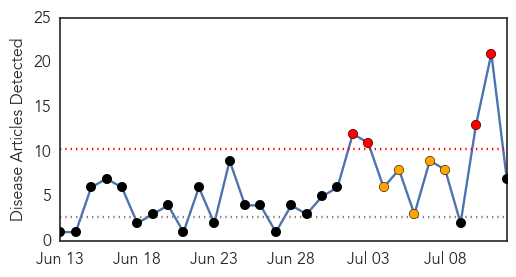 25
20
15
10
5
0
Disease Articles Detected
Jun 13
Jun 18
Jun 23
Jun 28
Jul 03
Jul 08